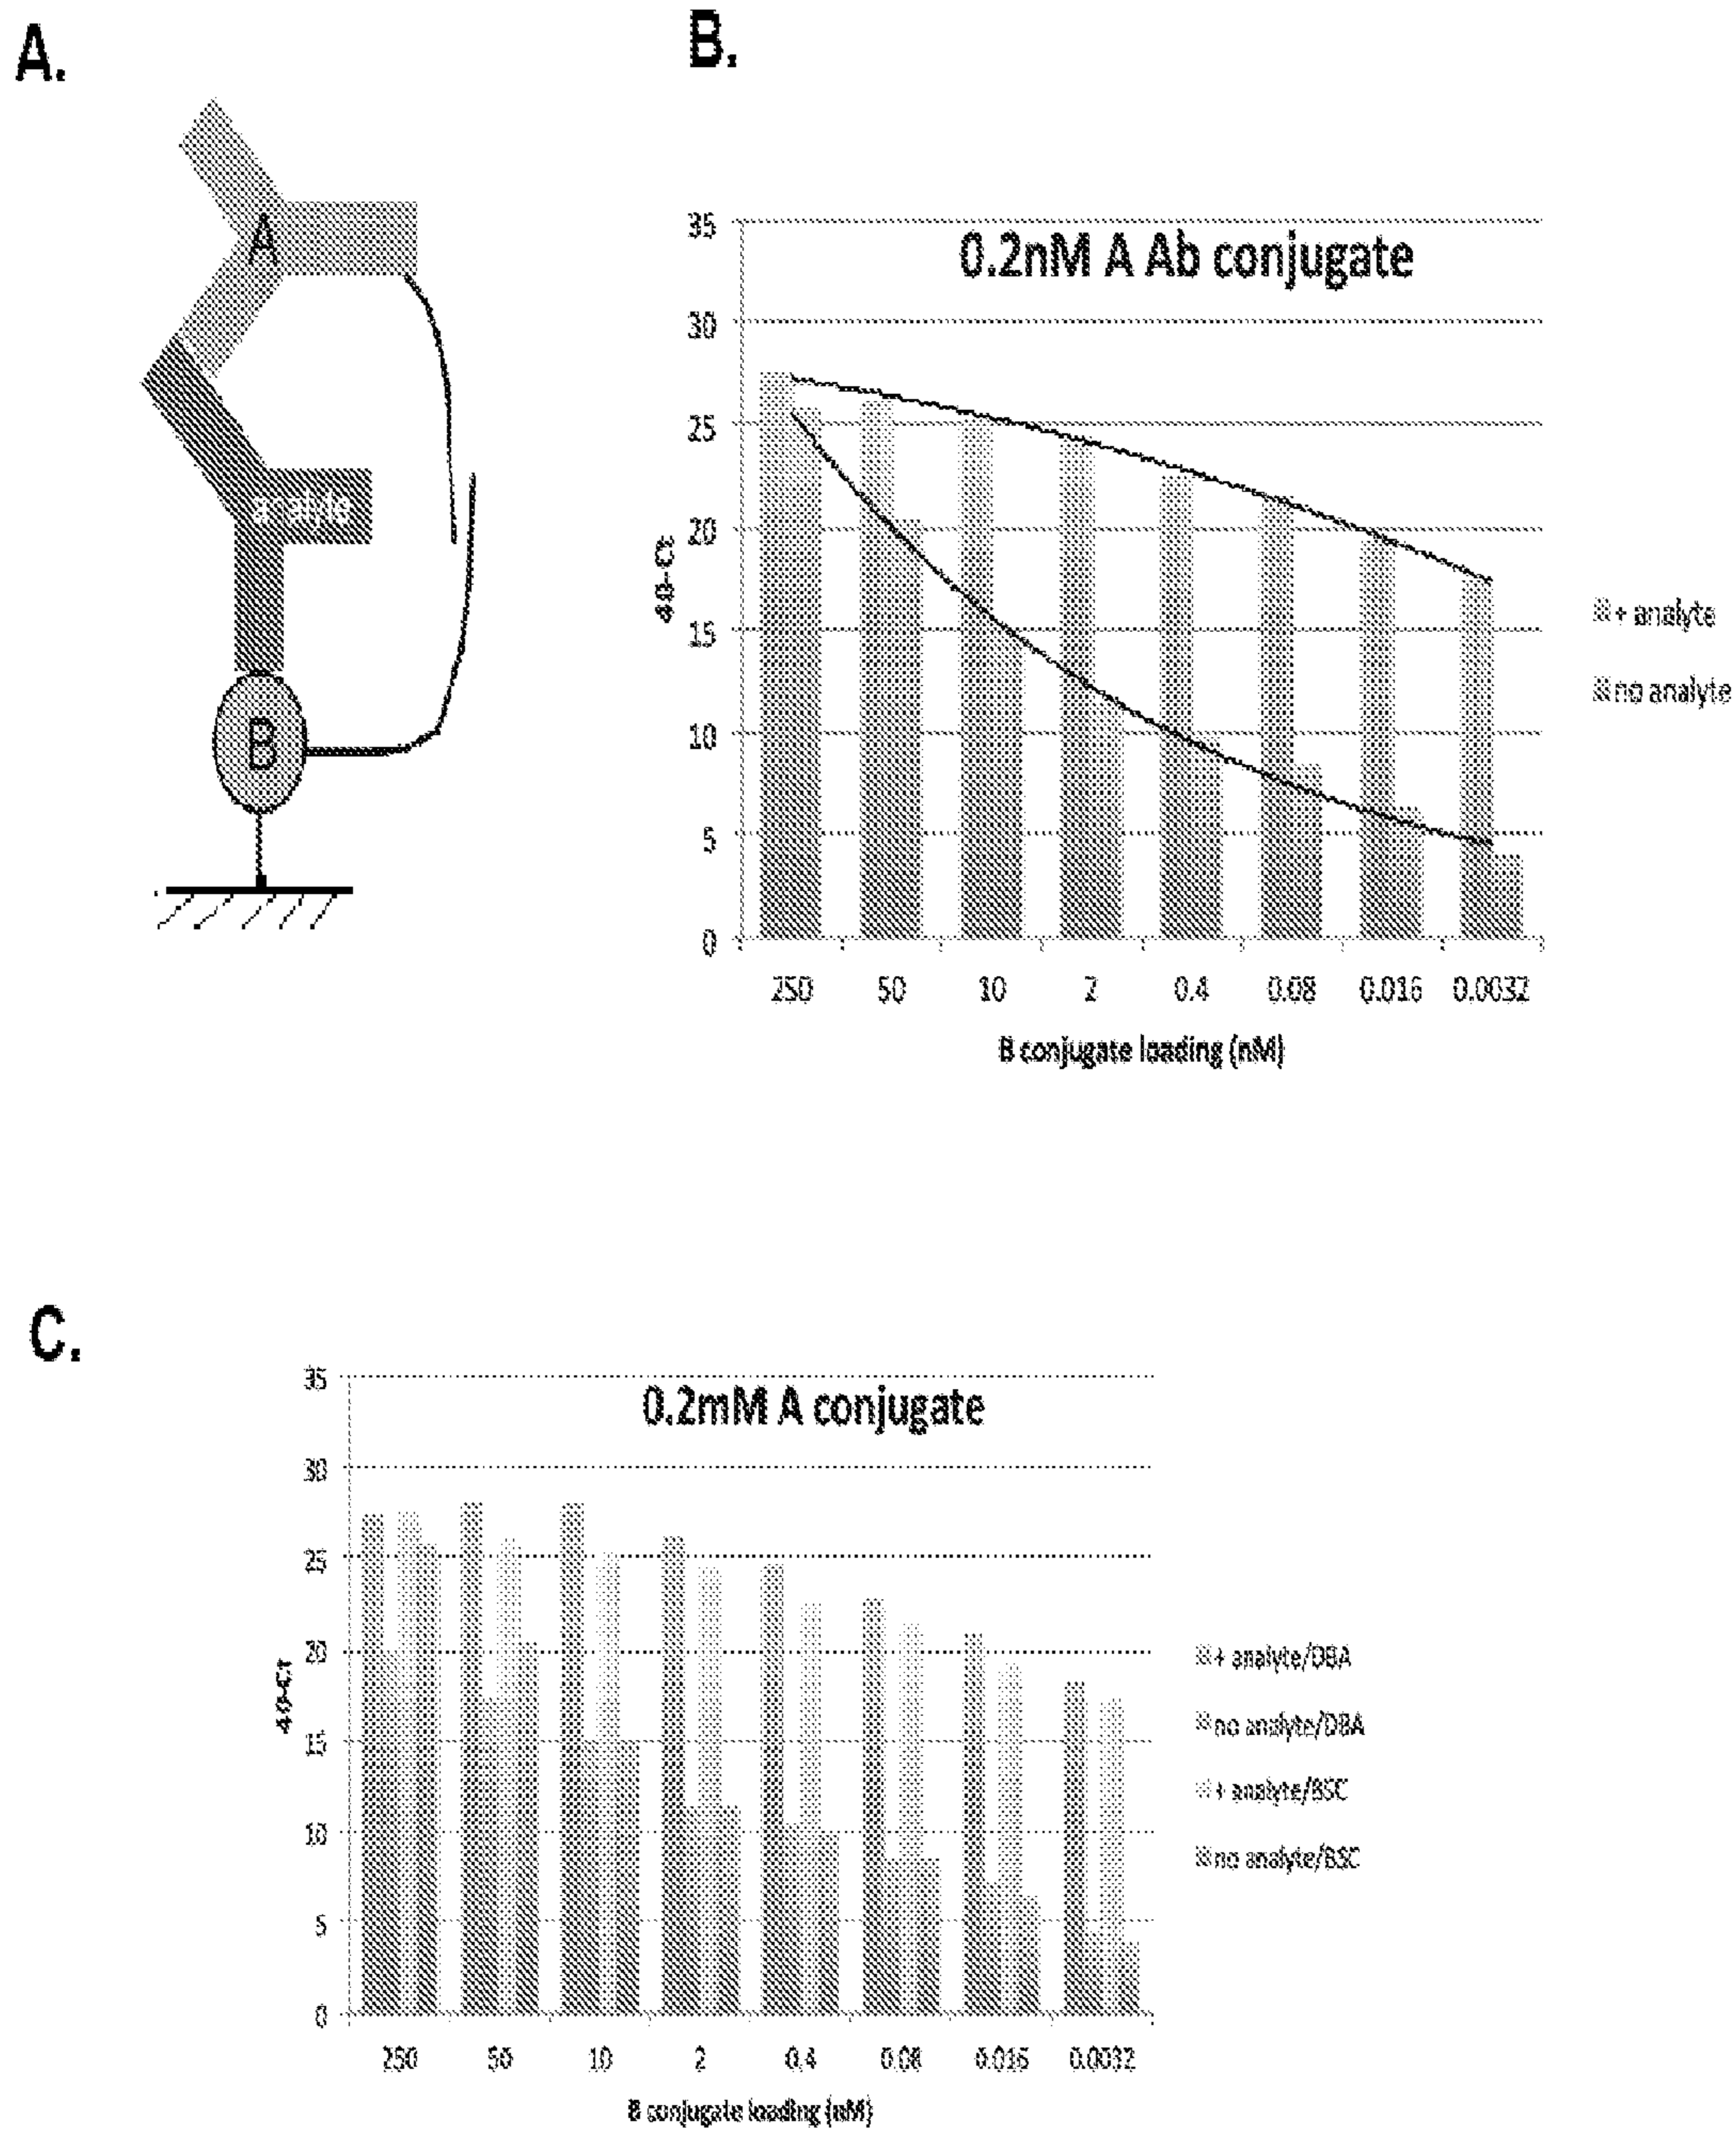 A.
A
analyte
B
B.
0.2nM A Ab conjugate
35
30
25
20
15
10
5
0
40-Ct
250 50 10 2 0.4 0.08 0.016 0.0032
B conjugate loading (nM)
+ analyte
no analyte
C.
0.2mM A conjugate
35
30
25
20
15
10
5
0
40-Ct
250 50 10 2 0.4 0.08 0.016 0.0032
B conjugate loading (nM)
+ analyte/DBA
no analyte/DBA
+ analyte/BSC
no analyte/BSC